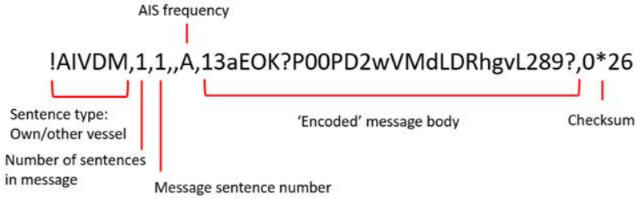 AIS frequency
!AIVDM,1,1,,A,13aEOK?P00PD2wVMdLDRhgvL289?,0*26
Sentence type:
Own/other vessel
'Encoded' message body
Checksum
Number of sentences
in message
Message sentence number